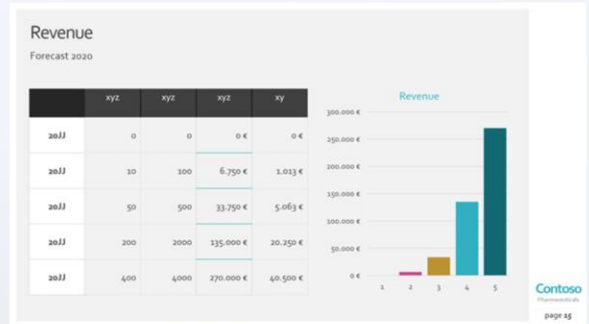 Revenue
Forecast 2020
xyz xyz xyz xy
20JJ 0 0 0 € 0 €
20JJ 10 100 6.750 € 1.013 €
20JJ 50 500 33.750 € 5.063 €
20JJ 200 2000 135.000 € 20.250 €
20JJ 400 4000 270.000 € 40.500 €
Revenue
300.000 €
250.000 €
200.000 €
150.000 €
100.000 €
50.000 €
0 €
1 2 3 4 5
Contoso
Pharmaceuticals
page 15